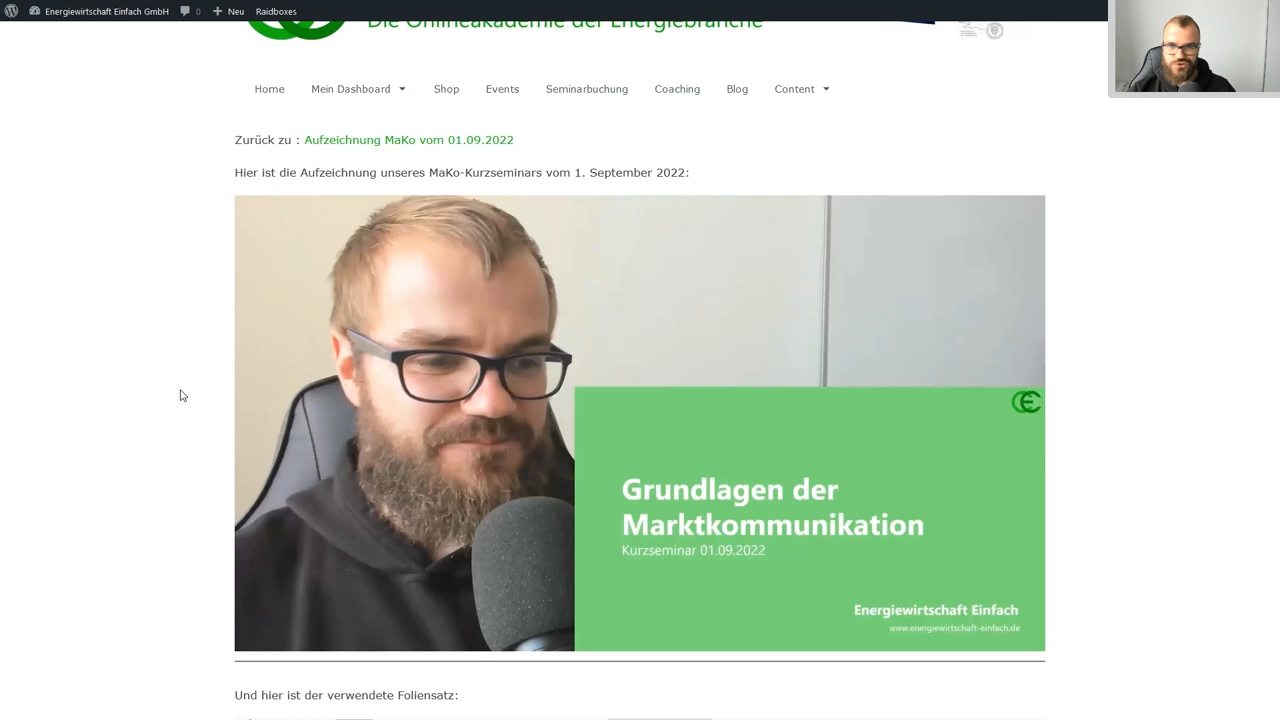 Energiewirtschaft Einfach GmbH 0 Neu Raidboxes
Die Onlineakademie der Energiebranche
Home Mein Dashboard Shop Events Seminarbuchung Coaching Blog Content
Zurück zu : Aufzeichnung MaKo vom 01.09.2022
Hier ist die Aufzeichnung unseres MaKo-Kurzseminars vom 1. September 2022:
Grundlagen der
Marktkommunikation
Kurzseminar 01.09.2022
Energiewirtschaft Einfach
www.energiewirtschaft-einfach.de
Und hier ist der verwendete Foliensatz: